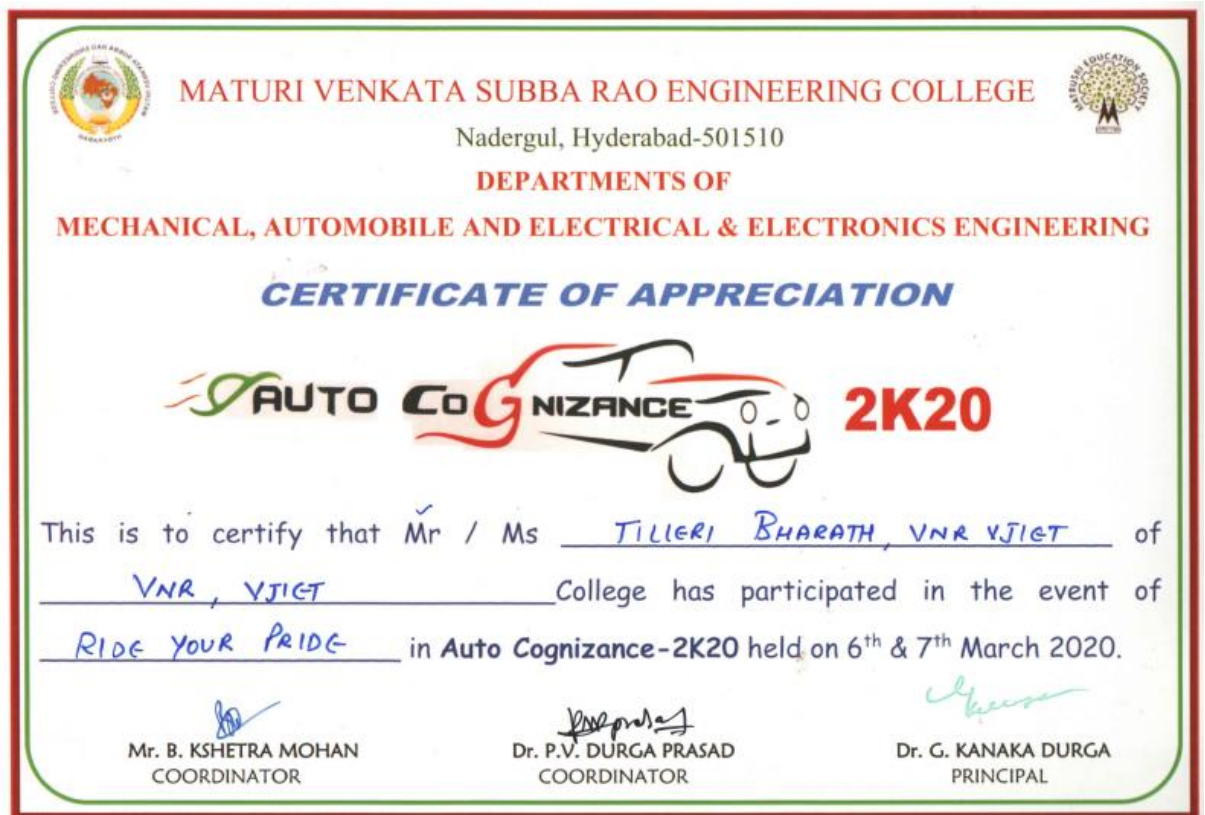 MATURI VENKATA SUBBA RAO ENGINEERING COLLEGE
Nadergul, Hyderabad-501510
DEPARTMENTS OF
MECHANICAL, AUTOMOBILE AND ELECTRICAL & ELECTRONICS ENGINEERING
CERTIFICATE OF APPRECIATION
AUTO COGNIZANCE 2K20
This is to certify that Mr / Ms TILLERI BHARATH, VNR VJIET of
VNR, VJIET College has participated in the event of
RIDE YOUR PRIDE in Auto Cognizance-2K20 held on 6th & 7th March 2020.
Mr. B. KSHETRA MOHAN Dr. P.V. DURGA PRASAD Dr. G. KANAKA DURGA
COORDINATOR COORDINATOR PRINCIPAL
MATRUSRI EDUCATION SOCIETY